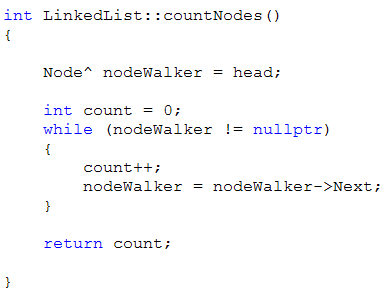 int LinkedList::countNodes()
{
Node^ nodeWalker = head;
int count = 0;
while (nodeWalker != nullptr)
{
count++;
nodeWalker = nodeWalker->Next;
}
return count;
}